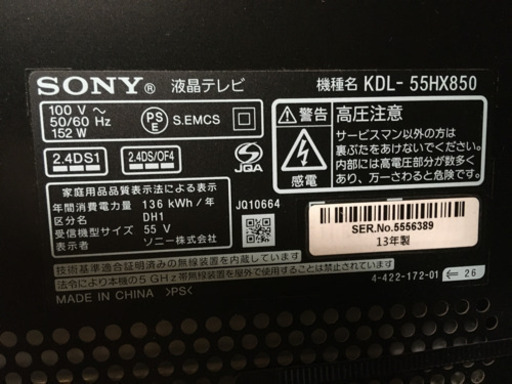 SONY® 液晶テレビ
機種名 KDL- 55HX850
100 V ~
50/60 Hz
152 W
PS
E
S.EMCS
2.4DS1
2.4DS/OF4
JQA
家庭用品品質表示法による表示
年間消費電力量 136 kWh/年
区分名 DH1
受信機型サイズ 55 V
ソニー株式会社
JQ10664
警告
感電
高圧注意
サービスマン以外の方は
裏ぶたをあけないでください。
内部には高電圧部分が数多く
あり、万一さわると危険です。
SER.No.5556389
13年製
技術基準適合証明済みの無線装置を内蔵しています。
法令により本機の5 GHz帯無線装置を屋外で使用することは禁止されています。
MADE IN CHINA >PS<
4-422-172-01
26